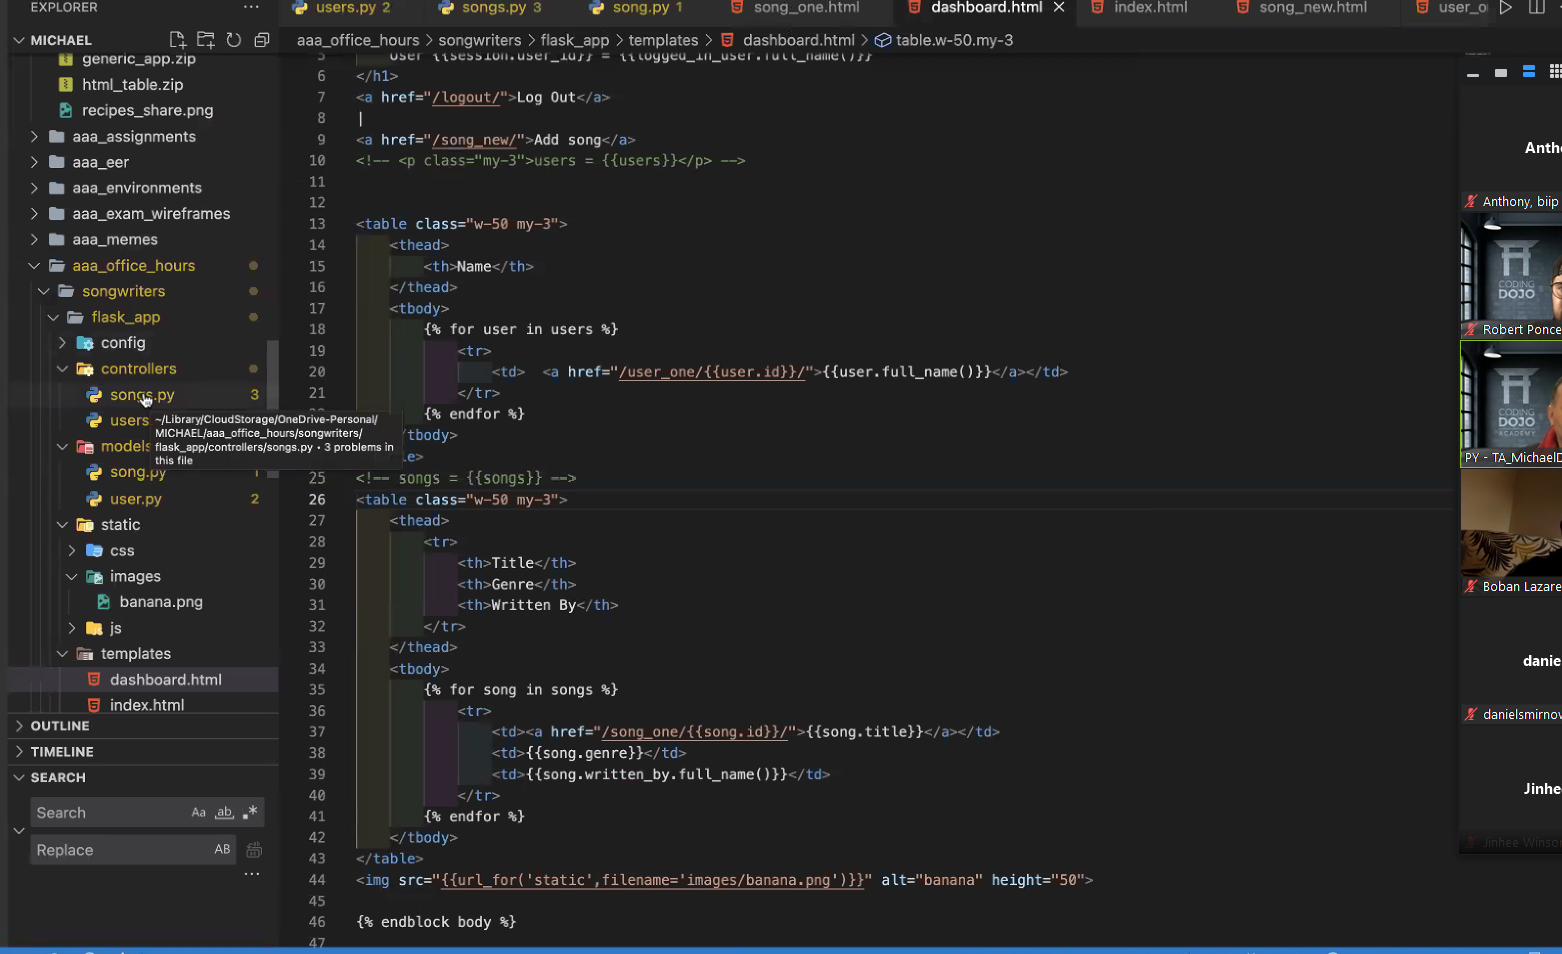 EXPLORER
···
MICHAEL
generic_app.zip
html_table.zip
recipes_share.png
aaa_assignments
aaa_eer
aaa_environments
aaa_exam_wireframes
aaa_memes
aaa_office_hours
songwriters
flask_app
config
controllers
songs.py 3
users
~/Library/CloudStorage/OneDrive-Personal/
MICHAEL/aaa_office_hours/songwriters/
flask_app/controllers/songs.py • 3 problems in
this file
models
song.py 1
user.py 2
static
css
images
banana.png
js
templates
dashboard.html
index.html
OUTLINE
TIMELINE
SEARCH
Search Aa ab .*
Replace AB
···
users.py 2 songs.py 3 song.py 1 song_one.html dashboard.html index.html song_new.html user_o
aaa_office_hours > songwriters > flask_app > templates > dashboard.html > table.w-50.my-3
5 User {{session.user_id}} = {{logged_in_user.full_name()}}
6 </h1>
7 <a href="/logout/">Log Out</a>
8 |
9 <a href="/song_new/">Add song</a>
10 <!-- <p class="my-3">users = {{users}}</p> -->
11
12
13 <table class="w-50 my-3">
14 <thead>
15 <th>Name</th>
16 </thead>
17 <tbody>
18 {% for user in users %}
19 <tr>
20 <td> <a href="/user_one/{{user.id}}/">{{user.full_name()}}</a></td>
21 </tr>
{% endfor %}
tbody>
le>
25 <!-- songs = {{songs}} -->
26 <table class="w-50 my-3">
27 <thead>
28 <tr>
29 <th>Title</th>
30 <th>Genre</th>
31 <th>Written By</th>
32 </tr>
33 </thead>
34 <tbody>
35 {% for song in songs %}
36 <tr>
37 <td><a href="/song_one/{{song.id}}/">{{song.title}}</a></td>
38 <td>{{song.genre}}</td>
39 <td>{{song.written_by.full_name()}}</td>
40 </tr>
41 {% endfor %}
42 </tbody>
43 </table>
44 <img src="{{url_for('static',filename='images/banana.png')}}" alt="banana" height="50">
45
46 {% endblock body %}
47
Antho
Anthony, biip
CODING
DOJO
Robert Ponce
CODING
DOJO
ACADEMY
PY - TA_MichaelD
Boban Lazare
danie
danielsmirnov
Jinhee
Jinhee Winso